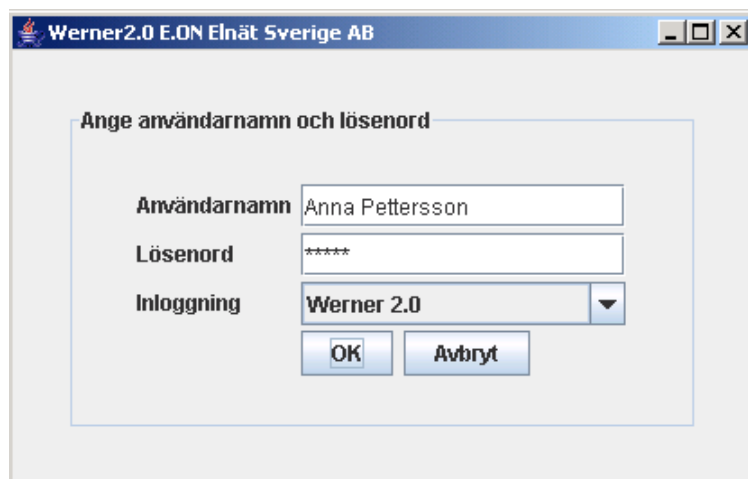 Werner2.0 E.ON Elnät Sverige AB
Ange användarnamn och lösenord
Användarnamn Anna Pettersson
Lösenord *****
Inloggning Werner 2.0
OK Avbryt